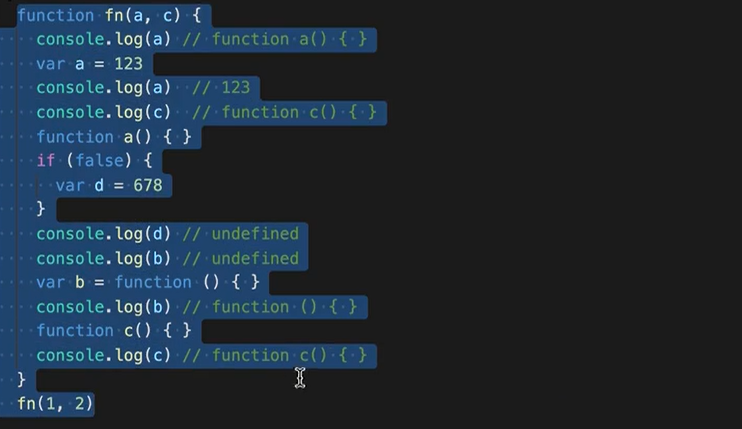 function fn(a, c) {
console.log(a) // function a() { }
var a = 123
console.log(a) // 123
console.log(c) // function c() { }
function a() { }
if (false) {
var d = 678
}
console.log(d) // undefined
console.log(b) // undefined
var b = function () { }
console.log(b) // function () { }
function c() { }
console.log(c) // function c() { }
}
fn(1, 2)